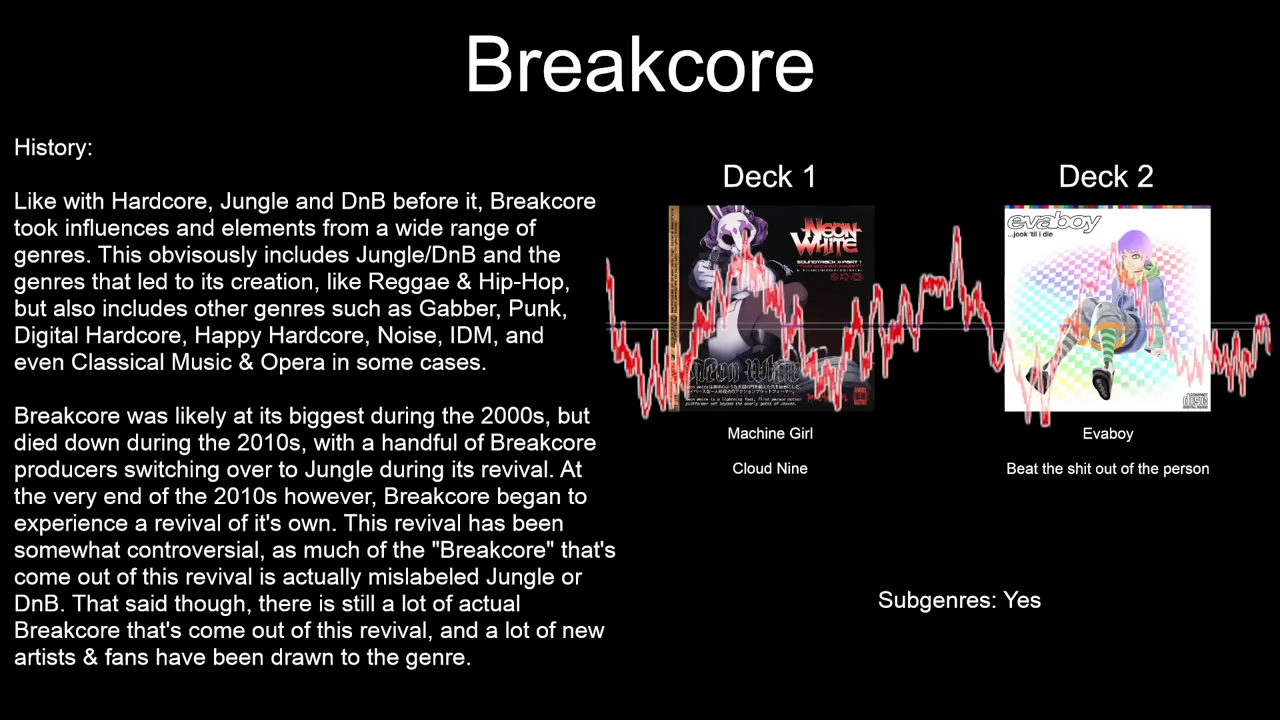 Breakcore
History:
Like with Hardcore, Jungle and DnB before it, Breakcore
took influences and elements from a wide range of
genres. This obvisously includes Jungle/DnB and the
genres that led to its creation, like Reggae & Hip-Hop,
but also includes other genres such as Gabber, Punk,
Digital Hardcore, Happy Hardcore, Noise, IDM, and
even Classical Music & Opera in some cases.
Breakcore was likely at its biggest during the 2000s, but
died down during the 2010s, with a handful of Breakcore
producers switching over to Jungle during its revival. At
the very end of the 2010s however, Breakcore began to
experience a revival of it's own. This revival has been
somewhat controversial, as much of the "Breakcore" that's
come out of this revival is actually mislabeled Jungle or
DnB. That said though, there is still a lot of actual
Breakcore that's come out of this revival, and a lot of new
artists & fans have been drawn to the genre.
Deck 1
NEON
WHITE
SOUNDTRACK PART 1
Neon White
Machine Girl
Cloud Nine
Deck 2
evaboy
...jook 'til i die
COMPACT
disc
DIGITAL AUDIO
Evaboy
Beat the shit out of the person
Subgenres: Yes